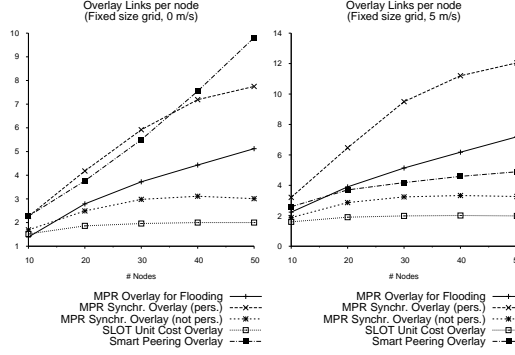 Overlay Links per node
(Fixed size grid, 0 m/s)
10
9
8
7
6
5
4
3
2
1
10 20 30 40 50
# Nodes
MPR Overlay for Flooding
MPR Synchr. Overlay (pers.)
MPR Synchr. Overlay (not pers.)
SLOT Unit Cost Overlay
Smart Peering Overlay
Overlay Links per node
(Fixed size grid, 5 m/s)
14
12
10
8
6
4
2
0
10 20 30 40 50
# Nodes
MPR Overlay for Flooding
MPR Synchr. Overlay (pers.)
MPR Synchr. Overlay (not pers.)
SLOT Unit Cost Overlay
Smart Peering Overlay